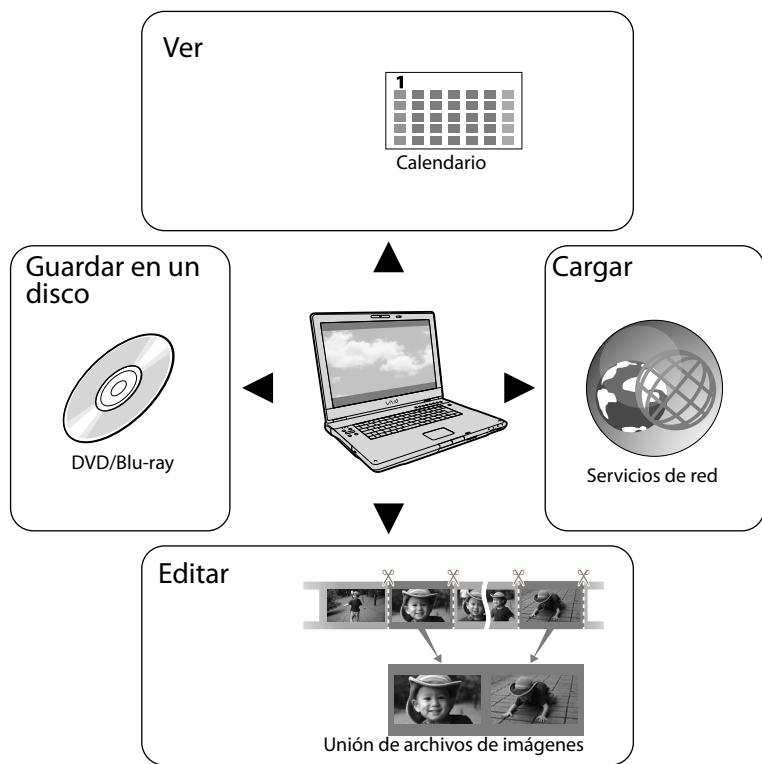 Ver
1
Calendario
Guardar en un
disco
DVD/Blu-ray
Cargar
Servicios de red
VAIO
Editar
Unión de archivos de imágenes